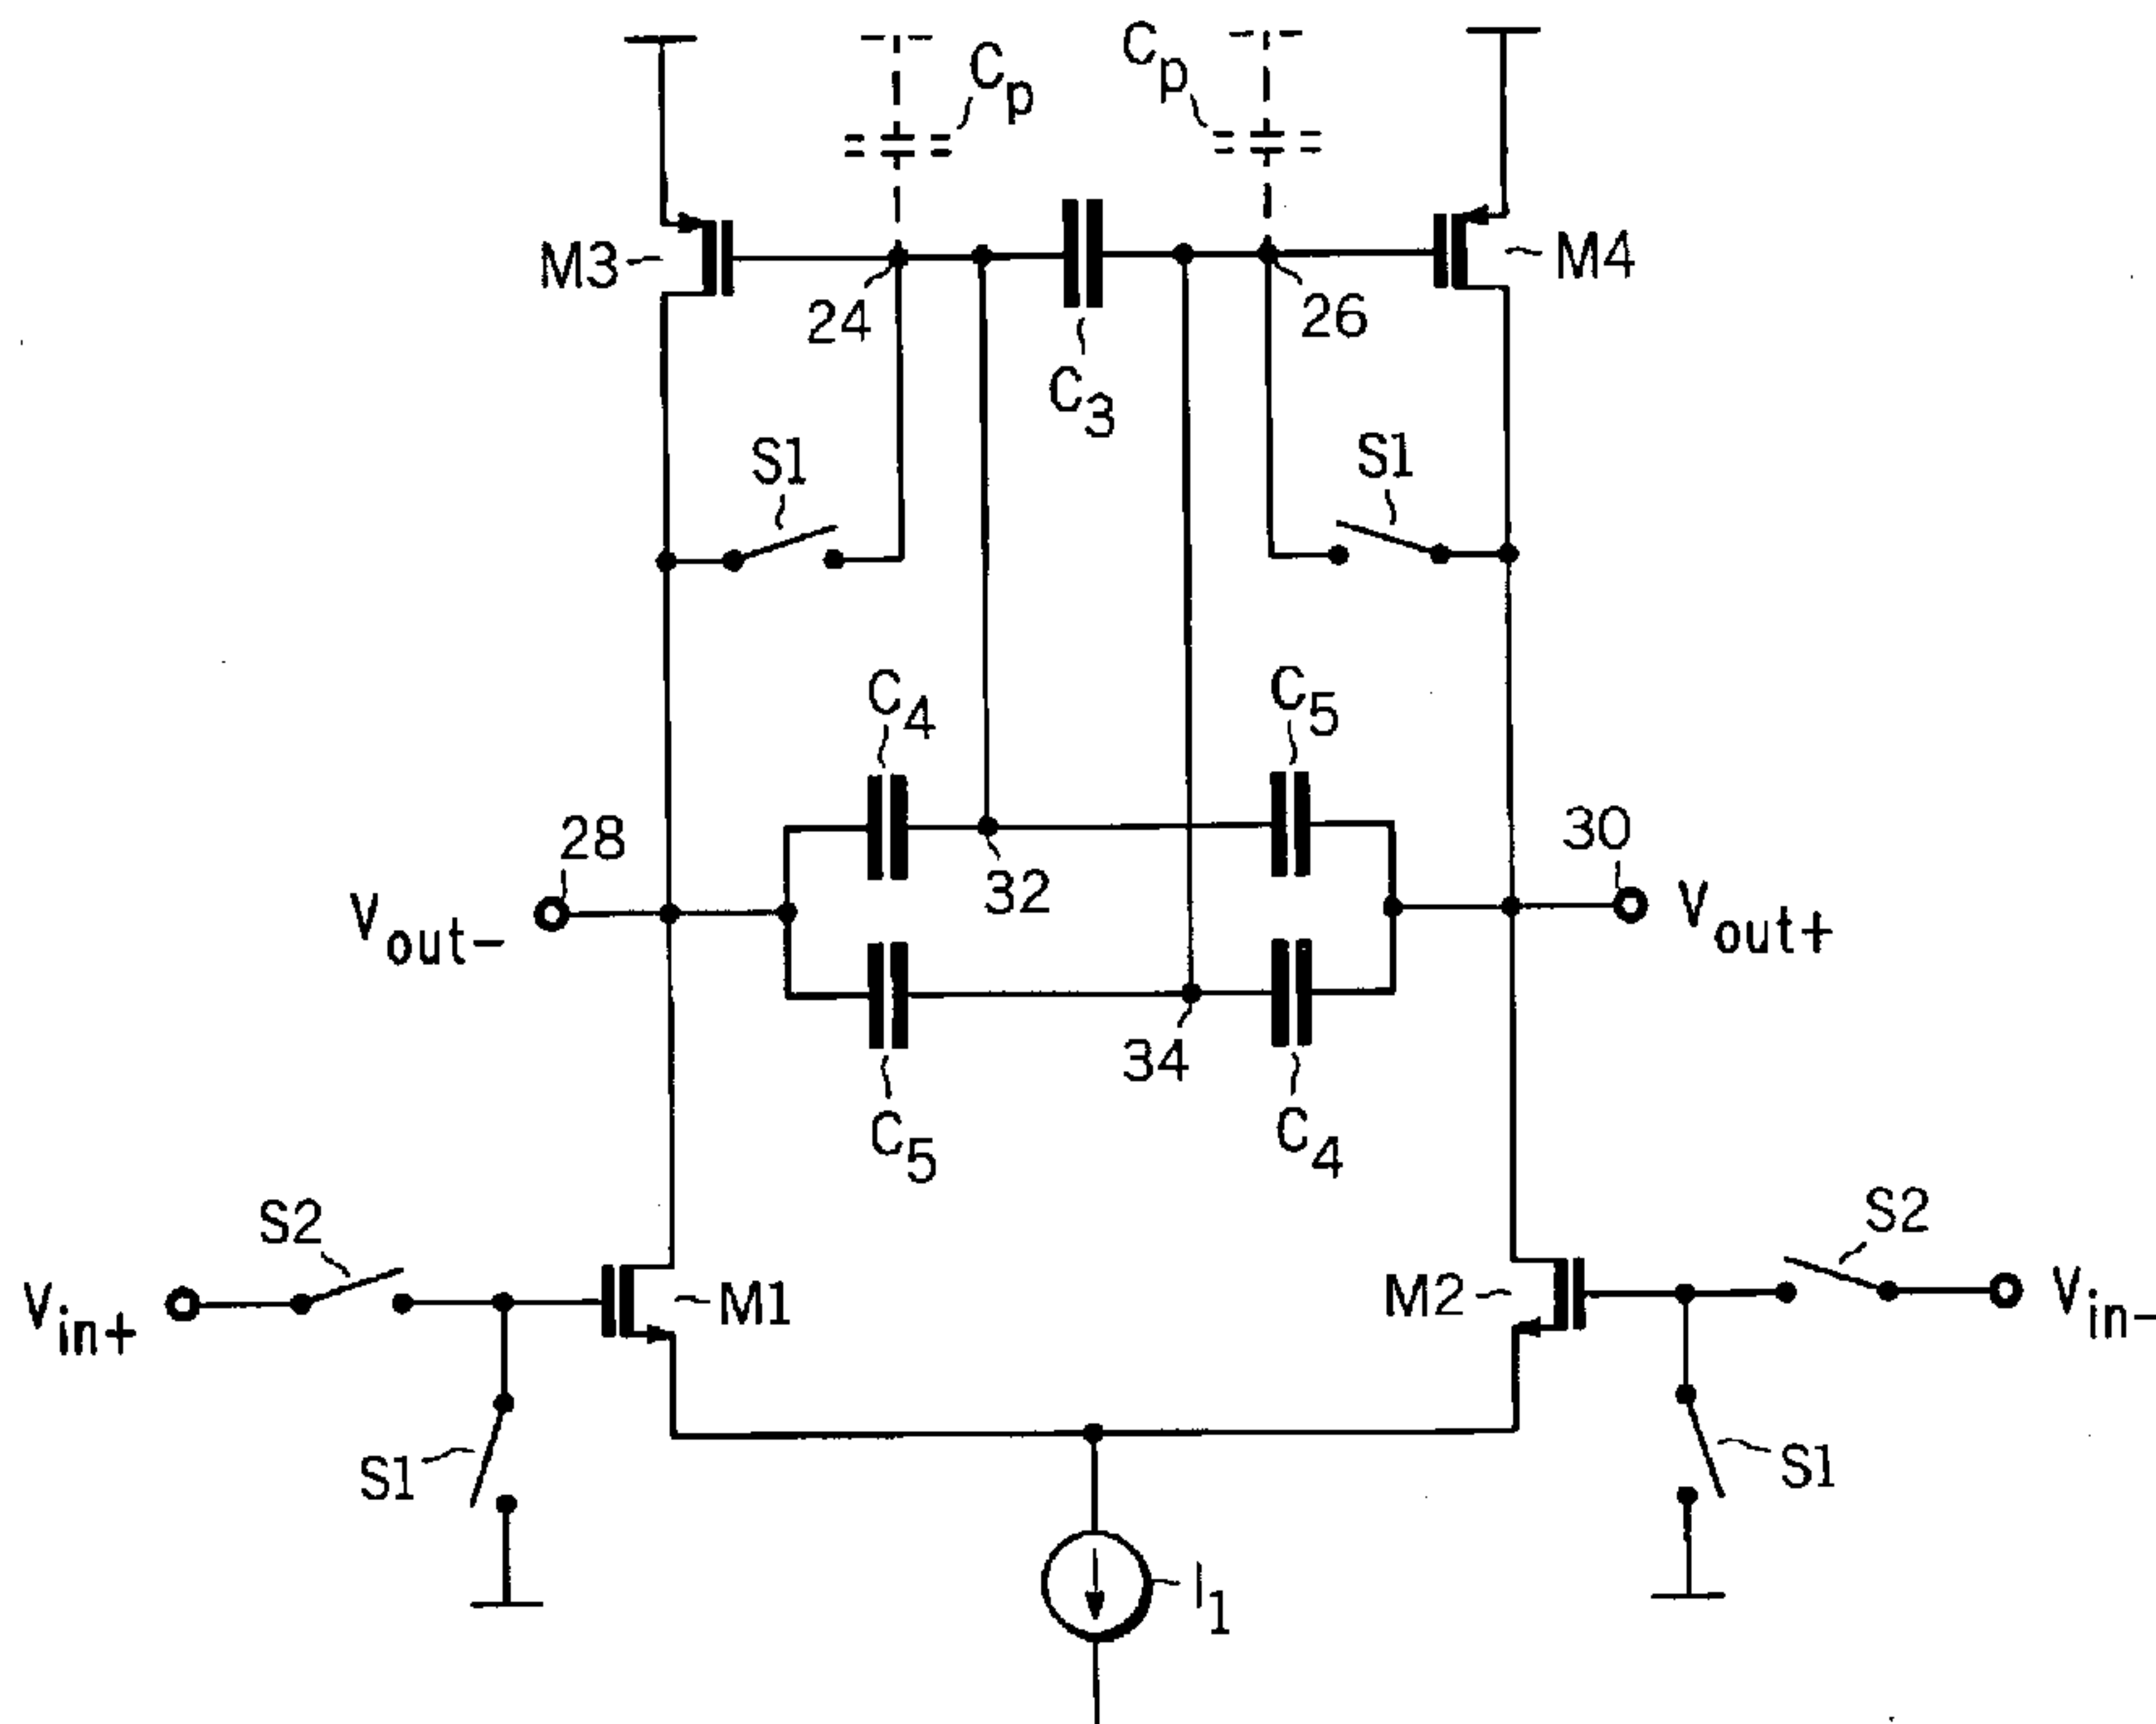 Cp
Cp
M3
M4
24
26
C3
S1
S1
C4
C5
28
30
32
Vout-
Vout+
34
C5
C4
S2
S2
Vin+
M1
M2
Vin-
S1
S1
I1